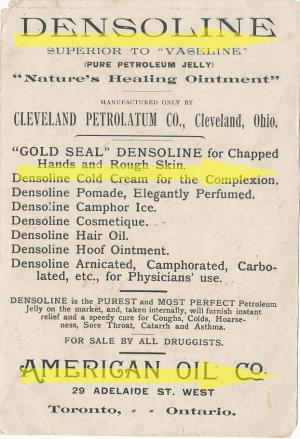 DENSOLINE
SUPERIOR TO "VASELINE"
(PURE PETROLEUM JELLY)
"Nature's Healing Ointment"
MANUFACTURED ONLY BY
CLEVELAND PETROLATUM CO., Cleveland, Ohio.
"GOLD SEAL" DENSOLINE for Chapped
Hands and Rough Skin.
Densoline Cold Cream for the Complexion.
Densoline Pomade, Elegantly Perfumed.
Densoline Camphor Ice.
Densoline Cosmetique.
Densoline Hair Oil.
Densoline Hoof Ointment.
Densoline Arnicated, Camphorated, Carbo-
lated, etc., for Physicians' use.
DENSOLINE is the PUREST and MOST PERFECT Petroleum
Jelly on the market, and, taken internally, will furnish instant
relief and a speedy cure for Coughs, Colds, Hoarse-
ness, Sore Throat, Catarrh and Asthma.
FOR SALE BY ALL DRUGGISTS.
AMERICAN OIL CO.
29 ADELAIDE ST. WEST
Toronto, - - Ontario.